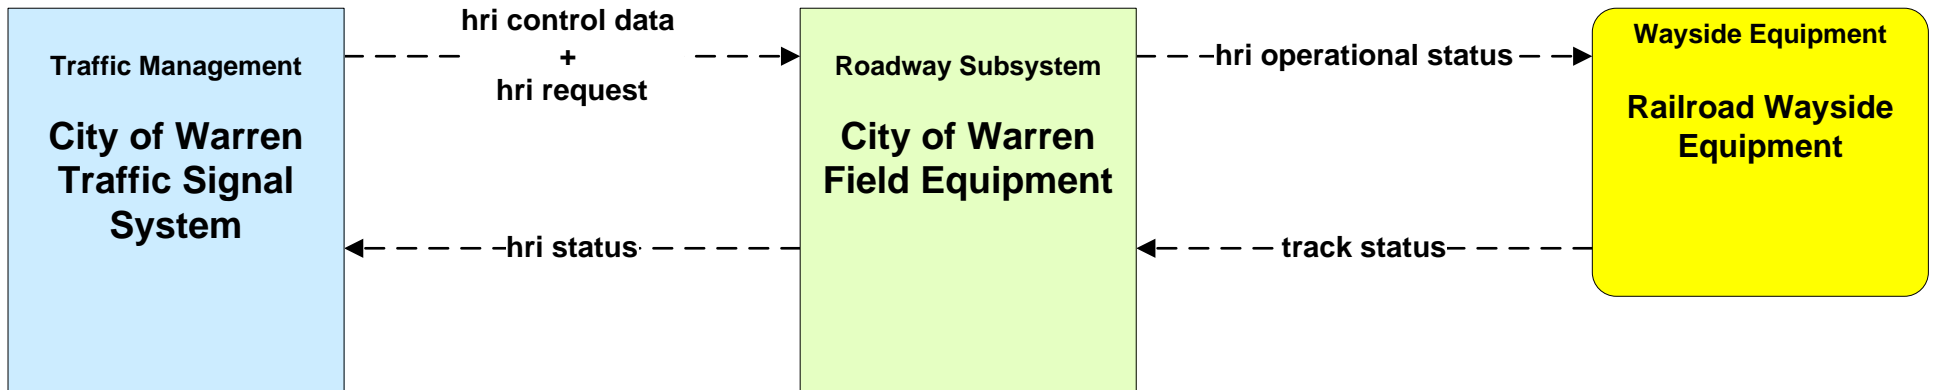 Traffic Management
City of Warren
Traffic Signal
System
hri control data
+
hri request
hri status
Roadway Subsystem
City of Warren
Field Equipment
hri operational status
track status
Wayside Equipment
Railroad Wayside
Equipment